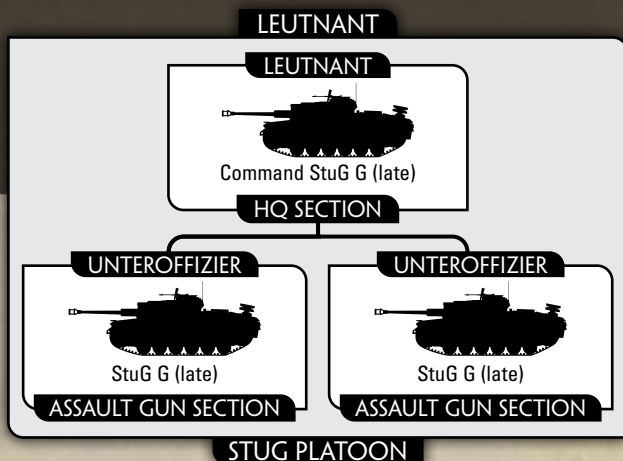 LEUTNANT
LEUTNANT
Command StuG G (late)
HQ SECTION
UNTEROFFIZIER
StuG G (late)
ASSAULT GUN SECTION
UNTEROFFIZIER
StuG G (late)
ASSAULT GUN SECTION
STUG PLATOON